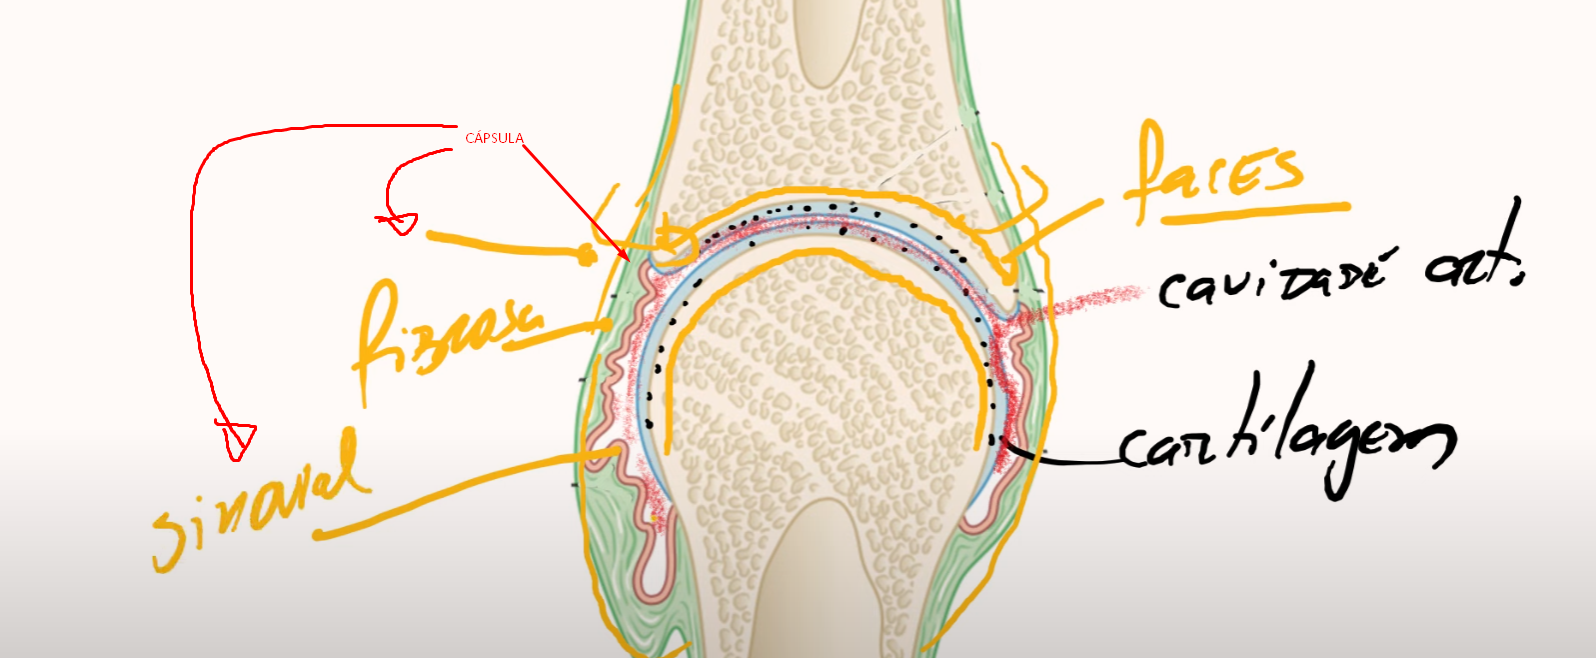 CÁPSULA
faces
cavidade art.
fibrosa
cartilagem
sinovial